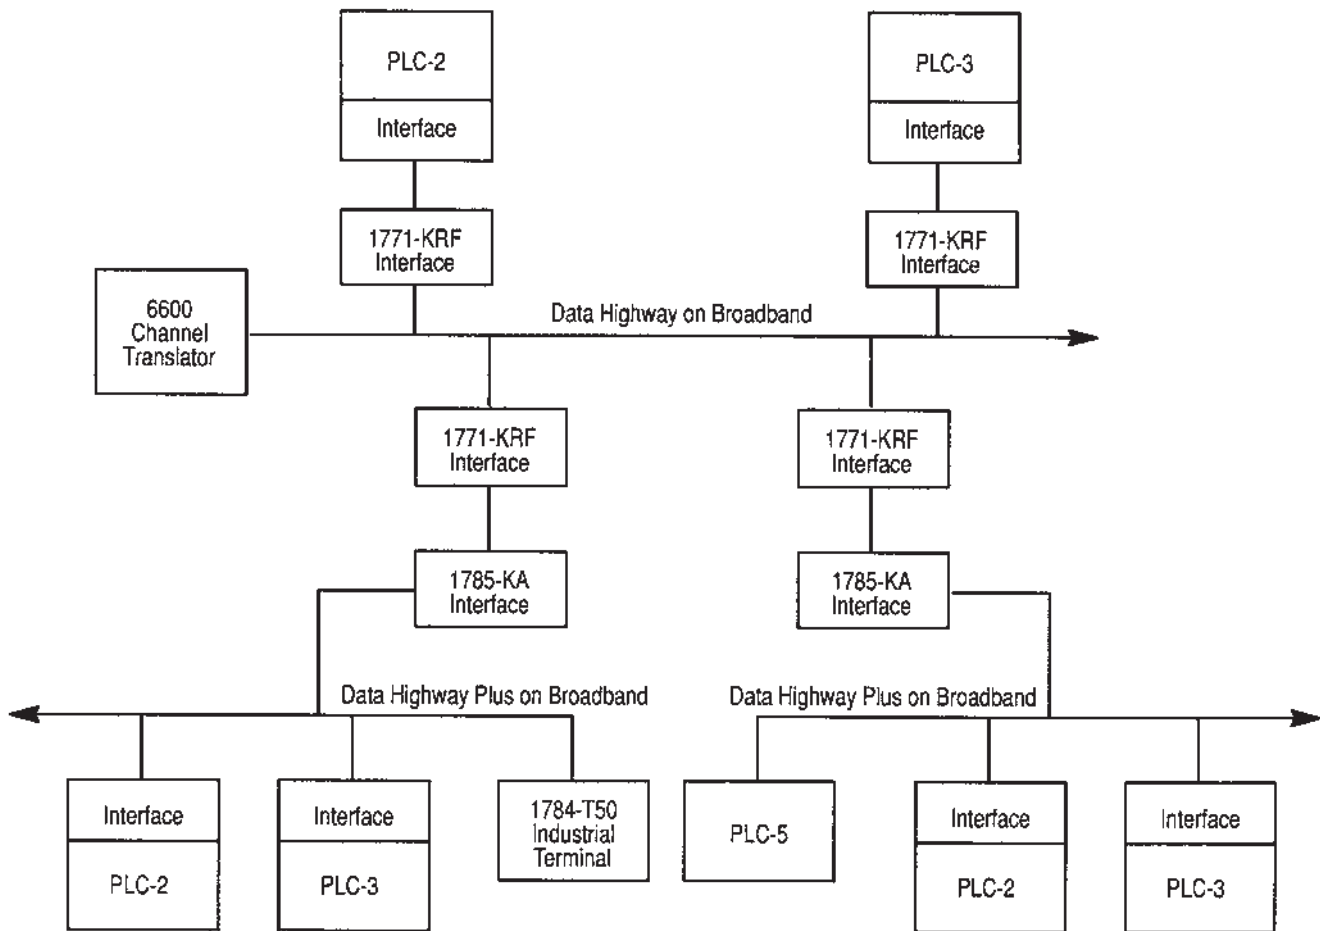 PLC-2
Interface
PLC-3
Interface
1771-KRF
Interface
1771-KRF
Interface
6600
Channel
Translator
Data Highway on Broadband
1771-KRF
Interface
1771-KRF
Interface
1785-KA
Interface
1785-KA
Interface
Data Highway Plus on Broadband
Data Highway Plus on Broadband
Interface
PLC-2
Interface
PLC-3
1784-T50
Industrial
Terminal
PLC-5
Interface
PLC-2
Interface
PLC-3